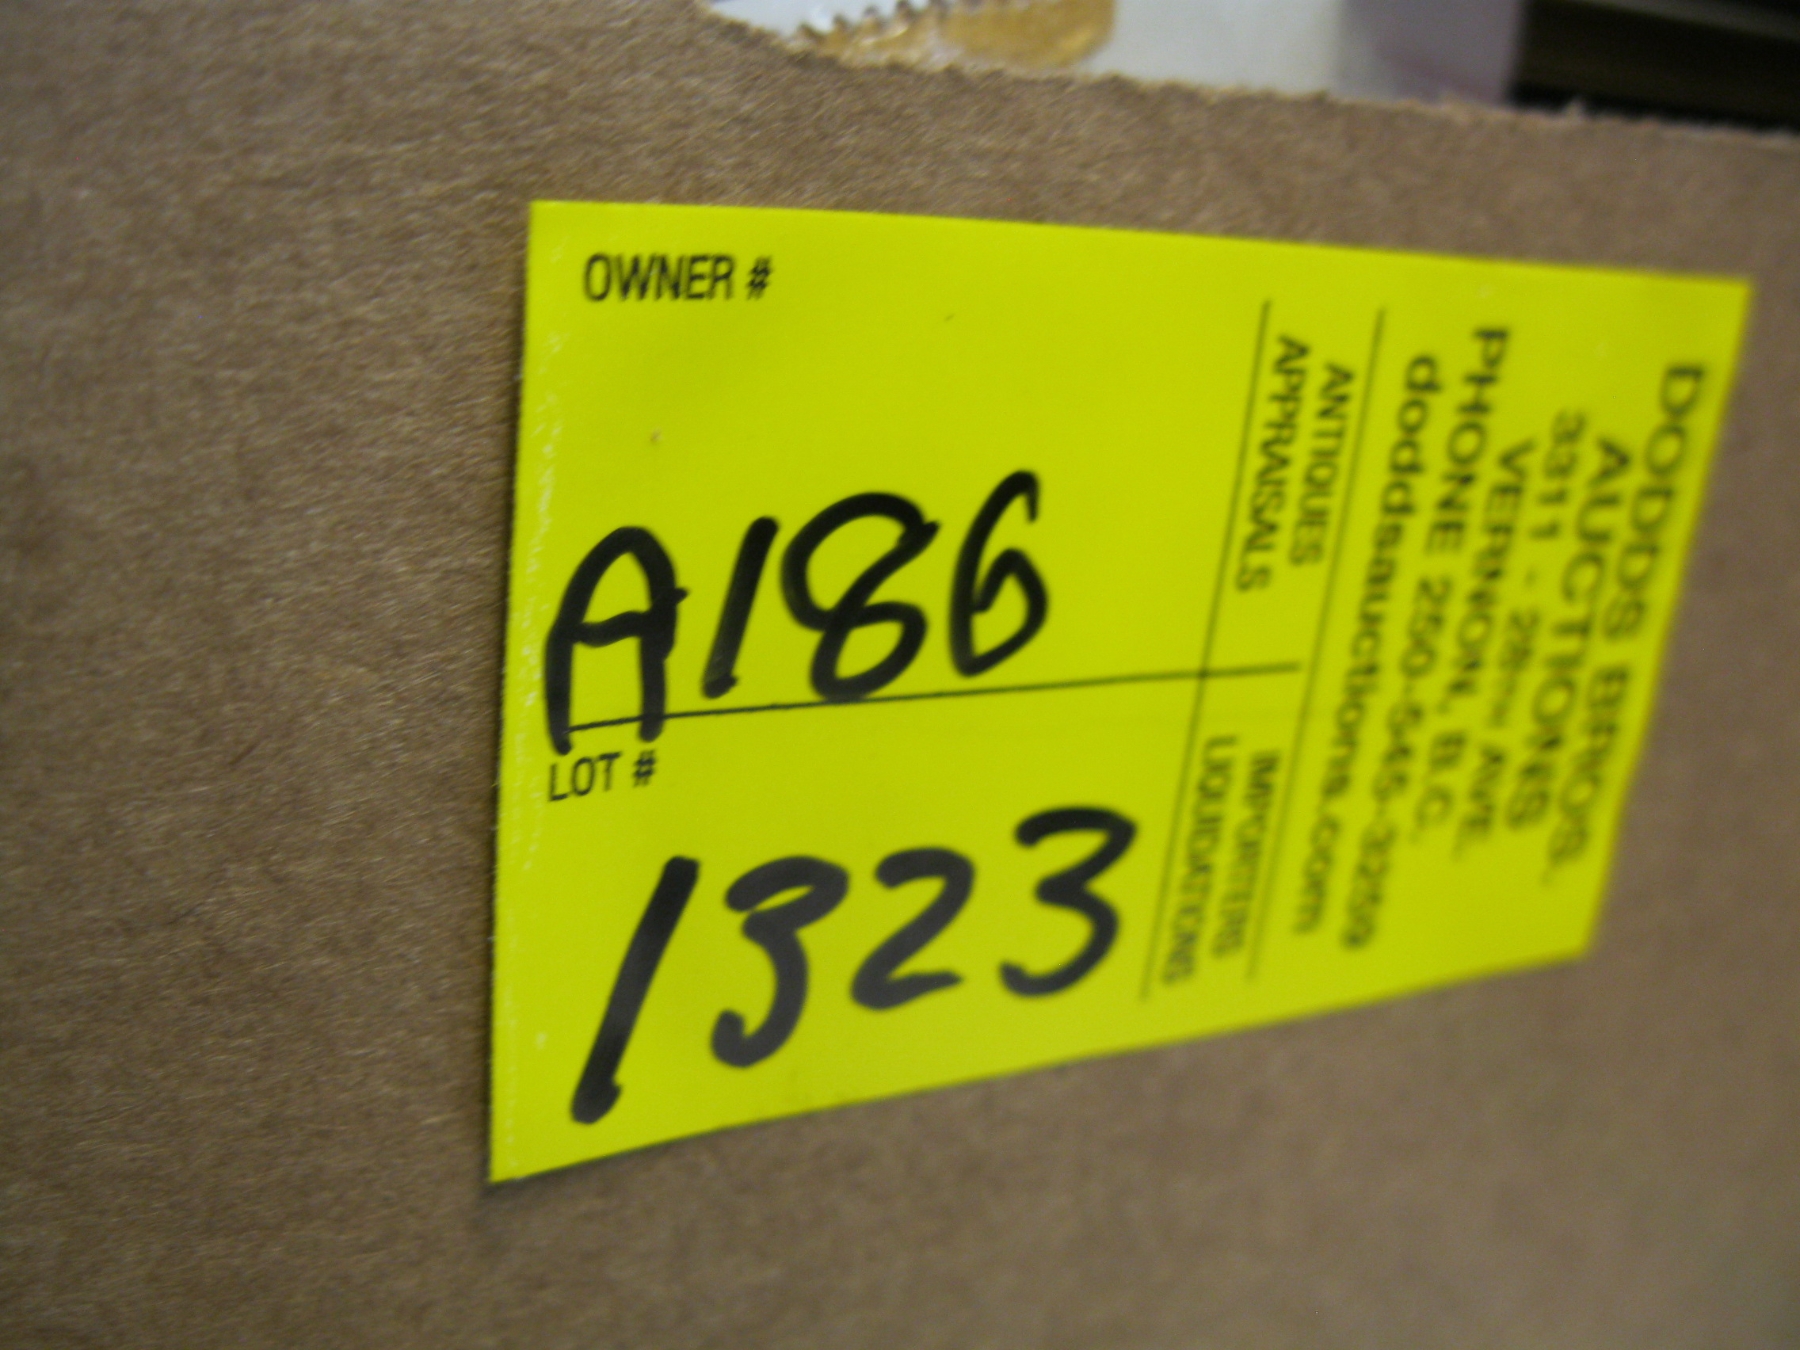 OWNER #
A186
LOT #
1323
DODDS BROS.
AUCTIONS
3311 - 28TH AVE.
VERNON, B.C.
PHONE 250-545-3259
doddsauctions.com
ANTIQUES IMPORTERS
APPRAISALS LIQUIDATIONS